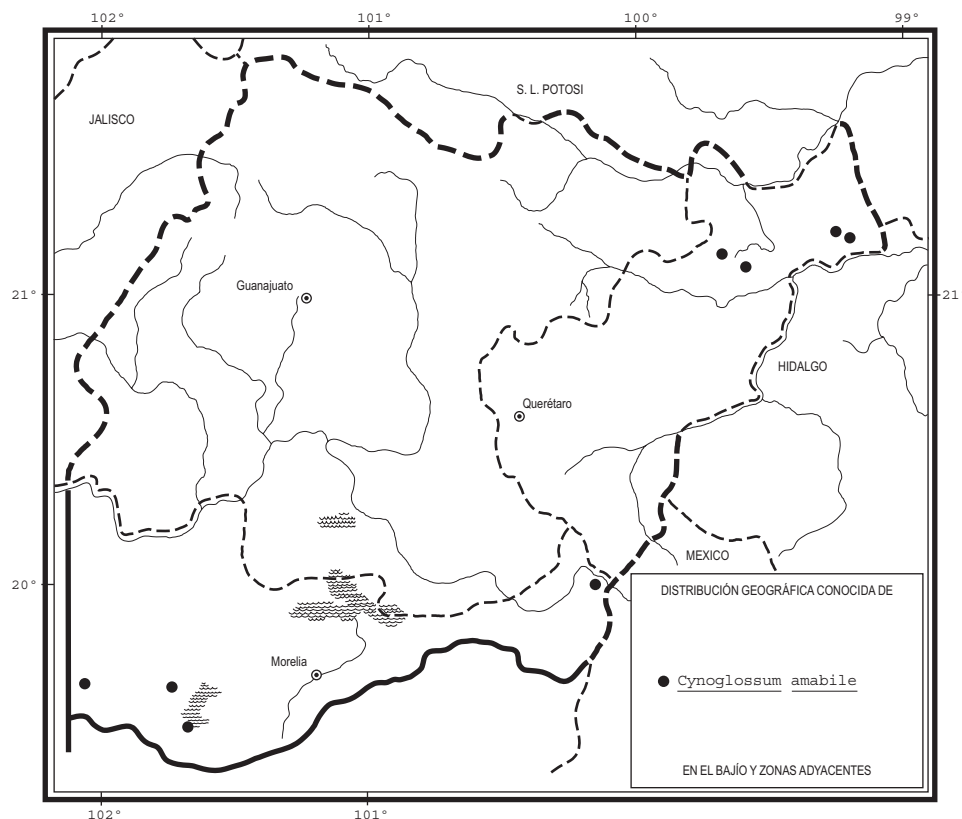 102° 101° 100° 99°
S. L. POTOSI
JALISCO
Guanajuato
21° 21
HIDALGO
Querétaro
MEXICO
20°
DISTRIBUCIÓN GEOGRÁFICA CONOCIDA DE
Morelia
Cynoglossum amabile
EN EL BAJÍO Y ZONAS ADYACENTES
102° 101°